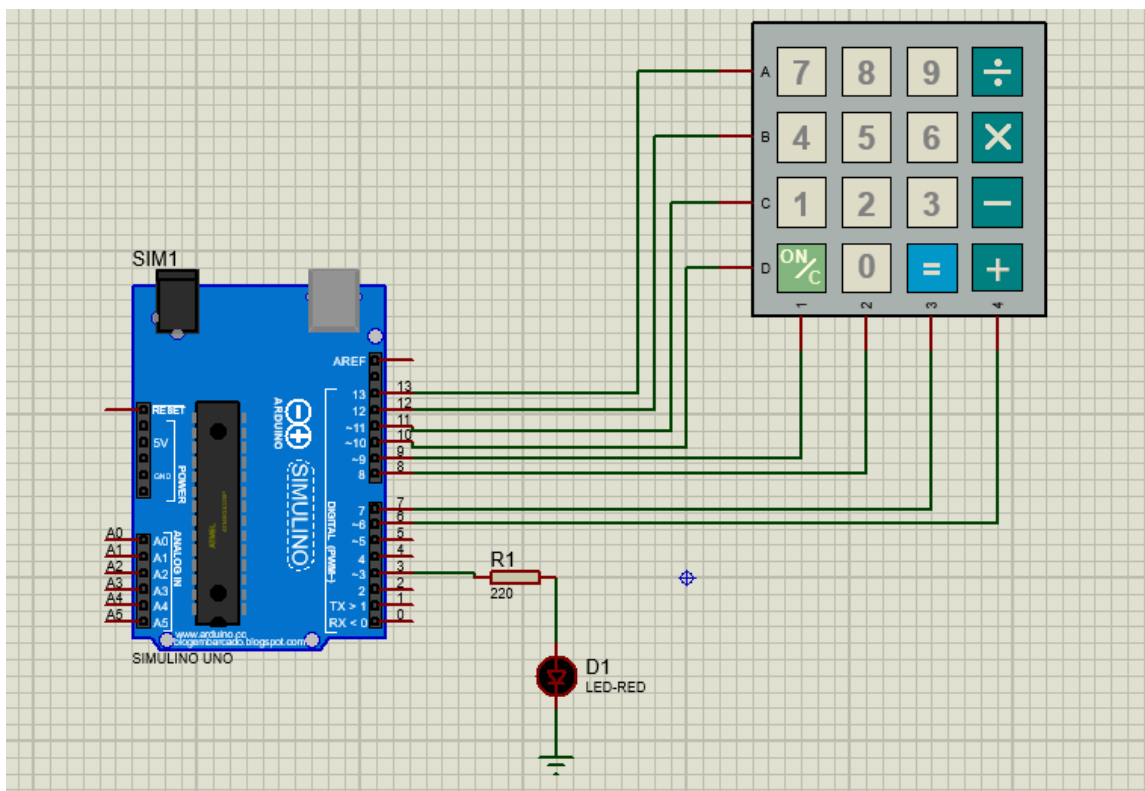 A 7 8 9 ÷
B 4 5 6 ×
C 1 2 3 −
D ON/C 0 = +
1 2 3 4
SIM1
AREF
13 13
12 12
~11 11
~10 10
~9 9
8 8
7 7
~6 6
~5 5
4 4
~3 3
2 2
TX > 1 1
RX < 0 0
RESET
5V
GND
POWER
A0 A0
A1 A1
A2 A2
A3 A3
A4 A4
A5 A5
ANALOG IN
ATMEL
ARDUINO
SIMULINO
DIGITAL (PWM~)
www.arduino.cc
blogembarcado.blogspot.com
SIMULINO UNO
R1
220
D1
LED-RED